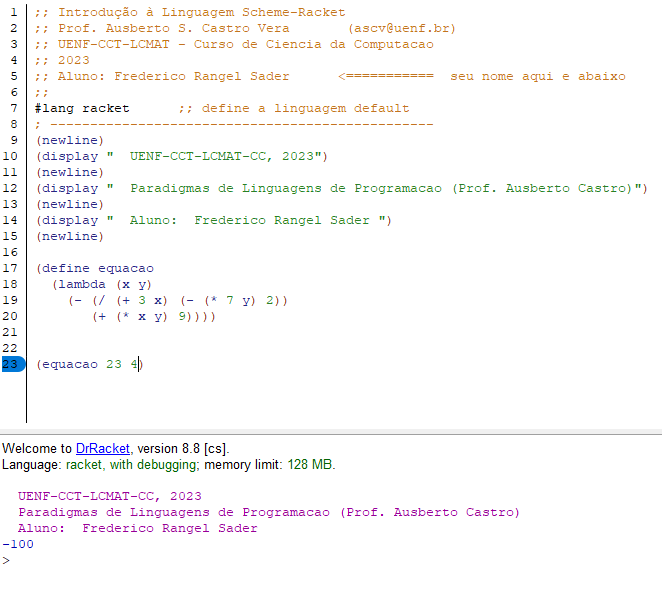 1 ;; Introdução à Linguagem Scheme-Racket
2 ;; Prof. Ausberto S. Castro Vera       (ascv@uenf.br)
3 ;; UENF-CCT-LCMAT - Curso de Ciencia da Computacao
4 ;; 2023
5 ;; Aluno: Frederico Rangel Sader      <===========  seu nome aqui e abaixo
6 ;;
7 #lang racket      ;; define a linguagem default
8 ; ------------------------------------------------
9 (newline)
10 (display "  UENF-CCT-LCMAT-CC, 2023")
11 (newline)
12 (display "  Paradigmas de Linguagens de Programacao (Prof. Ausberto Castro)")
13 (newline)
14 (display "  Aluno:  Frederico Rangel Sader ")
15 (newline)
16
17 (define equacao
18   (lambda (x y)
19     (- (/ (+ 3 x) (- (* 7 y) 2))
20        (+ (* x y) 9))))
21
22
23 (equacao 23 4)
Welcome to DrRacket, version 8.8 [cs].
Language: racket, with debugging; memory limit: 128 MB.
  UENF-CCT-LCMAT-CC, 2023
  Paradigmas de Linguagens de Programacao (Prof. Ausberto Castro)
  Aluno:  Frederico Rangel Sader
-100
>